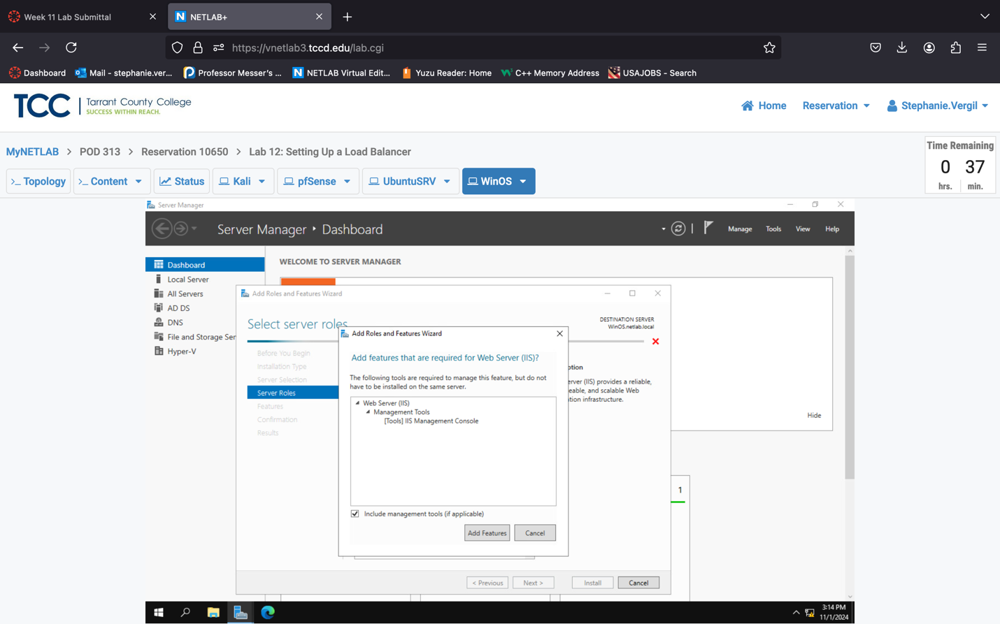 Week 11 Lab Submittal
NETLAB+
https://vnetlab3.tccd.edu/lab.cgi
Dashboard
Mail - stephanie.ver...
Professor Messer's ...
NETLAB Virtual Edit...
Yuzu Reader: Home
C++ Memory Address
USAJOBS - Search
TCC
Tarrant County College
SUCCESS WITHIN REACH.
Home
Reservation
Stephanie.Vergil
MyNETLAB > POD 313 > Reservation 10650 > Lab 12: Setting Up a Load Balancer
Time Remaining
0 37
hrs. min.
>_ Topology
>_ Content
Status
Kali
pfSense
UbuntuSRV
WinOS
Server Manager
Server Manager ‣ Dashboard
Manage
Tools
View
Help
Dashboard
Local Server
All Servers
AD DS
DNS
File and Storage Ser
Hyper-V
WELCOME TO SERVER MANAGER
Add Roles and Features Wizard
Select server roles
DESTINATION SERVER
WinOS.netlab.local
Before You Begin
Installation Type
Server Selection
Server Roles
Features
Confirmation
Results
Add Roles and Features Wizard
Add features that are required for Web Server (IIS)?
The following tools are required to manage this feature, but do not
have to be installed on the same server.
Web Server (IIS)
Management Tools
[Tools] IIS Management Console
Include management tools (if applicable)
Add Features
Cancel
ption
erver (IIS) provides a reliable,
eable, and scalable Web
tion infrastructure.
Hide
1
< Previous
Next >
Install
Cancel
3:14 PM
11/1/2024